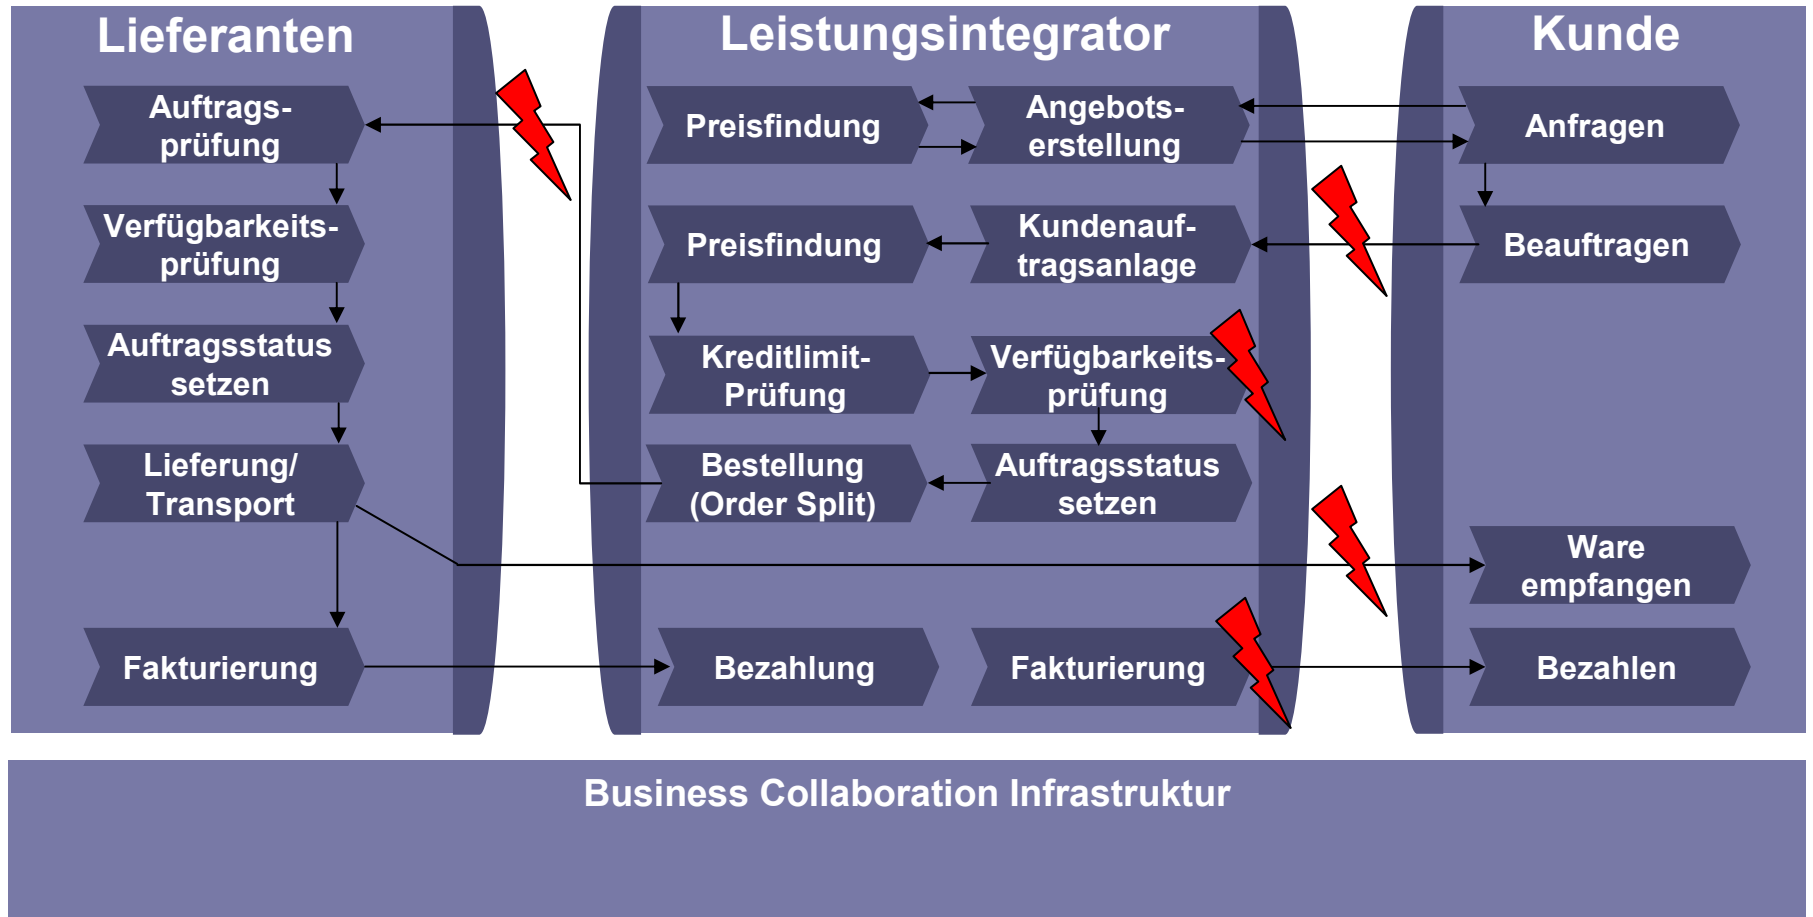 Lieferanten
Auftrags-
prüfung
Verfügbarkeits-
prüfung
Auftragsstatus
setzen
Lieferung/
Transport
Fakturierung
Leistungsintegrator
Preisfindung
Angebots-
erstellung
Preisfindung
Kundenauf-
tragsanlage
Kreditlimit-
Prüfung
Verfügbarkeits-
prüfung
Bestellung
(Order Split)
Auftragsstatus
setzen
Bezahlung
Fakturierung
Kunde
Anfragen
Beauftragen
Ware
empfangen
Bezahlen
Business Collaboration Infrastruktur